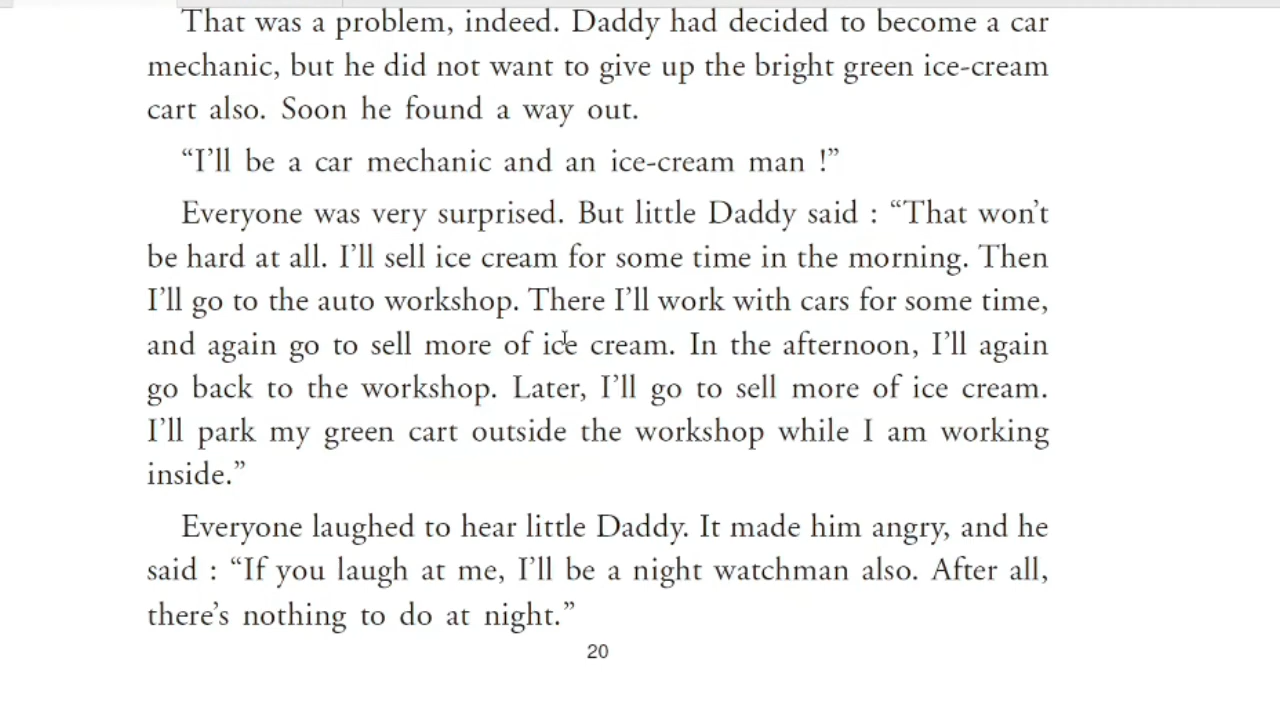 That was a problem, indeed. Daddy had decided to become a car
mechanic, but he did not want to give up the bright green ice-cream
cart also. Soon he found a way out.
“I’ll be a car mechanic and an ice-cream man !”
Everyone was very surprised. But little Daddy said : “That won’t
be hard at all. I’ll sell ice cream for some time in the morning. Then
I’ll go to the auto workshop. There I’ll work with cars for some time,
and again go to sell more of ice cream. In the afternoon, I’ll again
go back to the workshop. Later, I’ll go to sell more of ice cream.
I’ll park my green cart outside the workshop while I am working
inside.”
Everyone laughed to hear little Daddy. It made him angry, and he
said : “If you laugh at me, I’ll be a night watchman also. After all,
there’s nothing to do at night.”
20